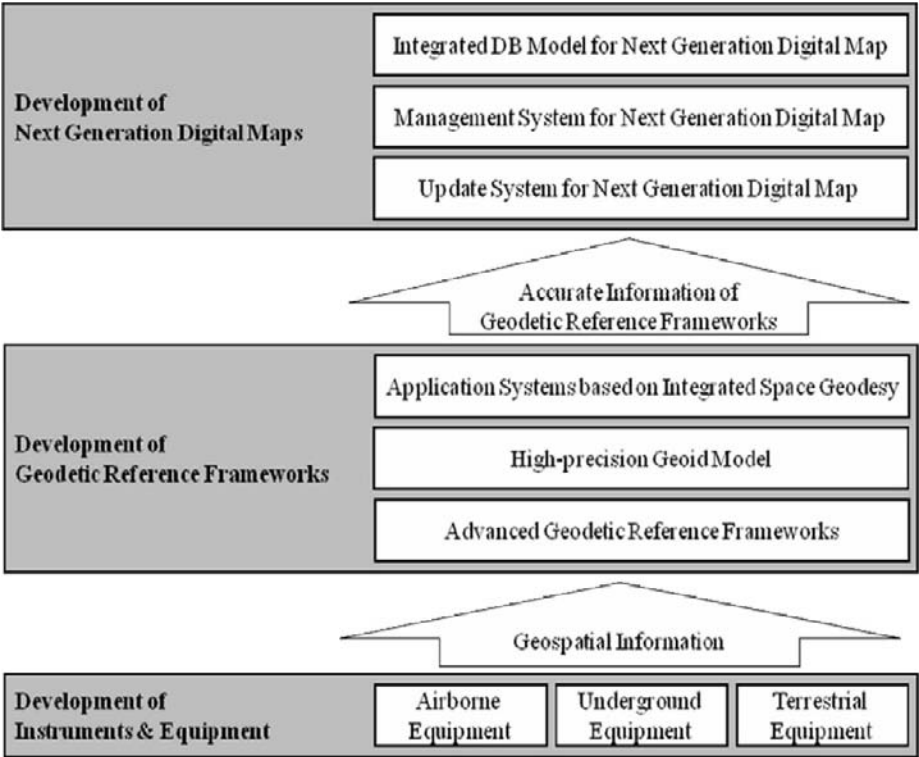 Integrated DB Model for Next Generation Digital Map
Development of
Next Generation Digital Maps
Management System for Next Generation Digital Map
Update System for Next Generation Digital Map
Accurate Information of
Geodetic Reference Frameworks
Application Systems based on Integrated Space Geodesy
Development of
Geodetic Reference Frameworks
High-precision Geoid Model
Advanced Geodetic Reference Frameworks
Geospatial Information
Development of
Instruments & Equipment
Airborne
Equipment
Underground
Equipment
Terrestrial
Equipment